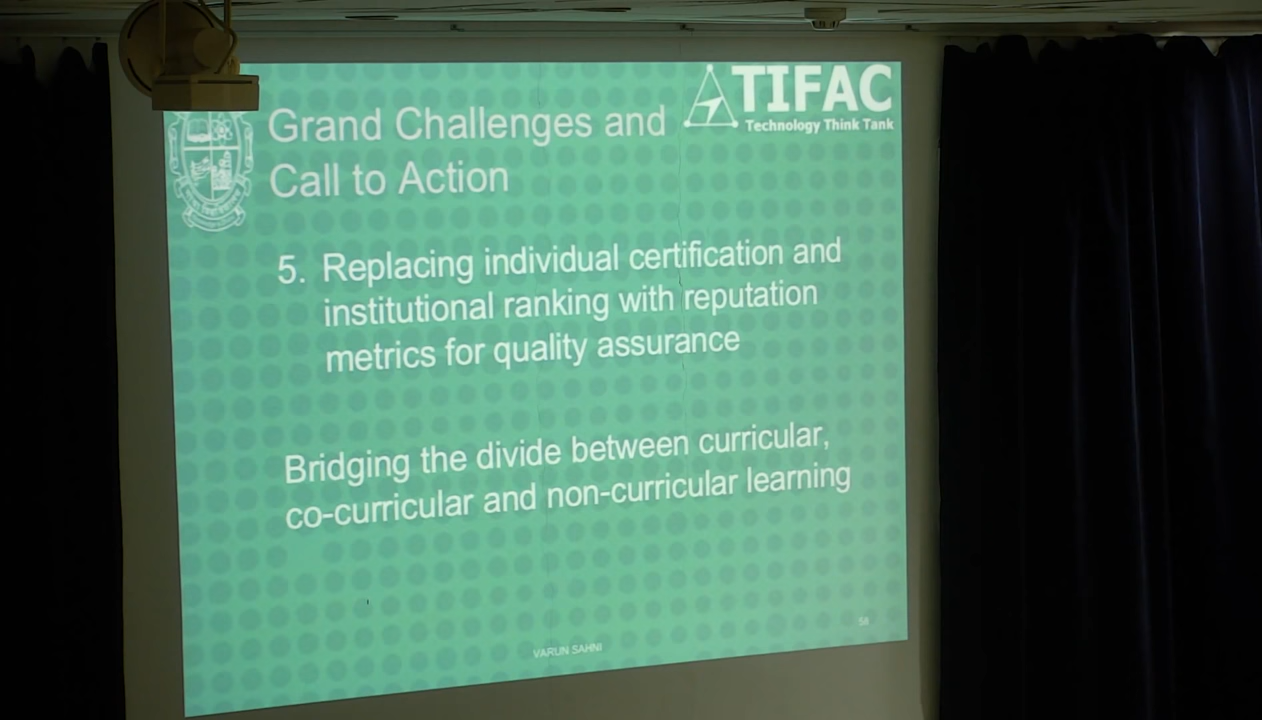 TIFAC
Technology Think Tank
Grand Challenges and
Call to Action
5. Replacing individual certification and
institutional ranking with reputation
metrics for quality assurance
Bridging the divide between curricular,
co-curricular and non-curricular learning
VARUN SAHNI
58